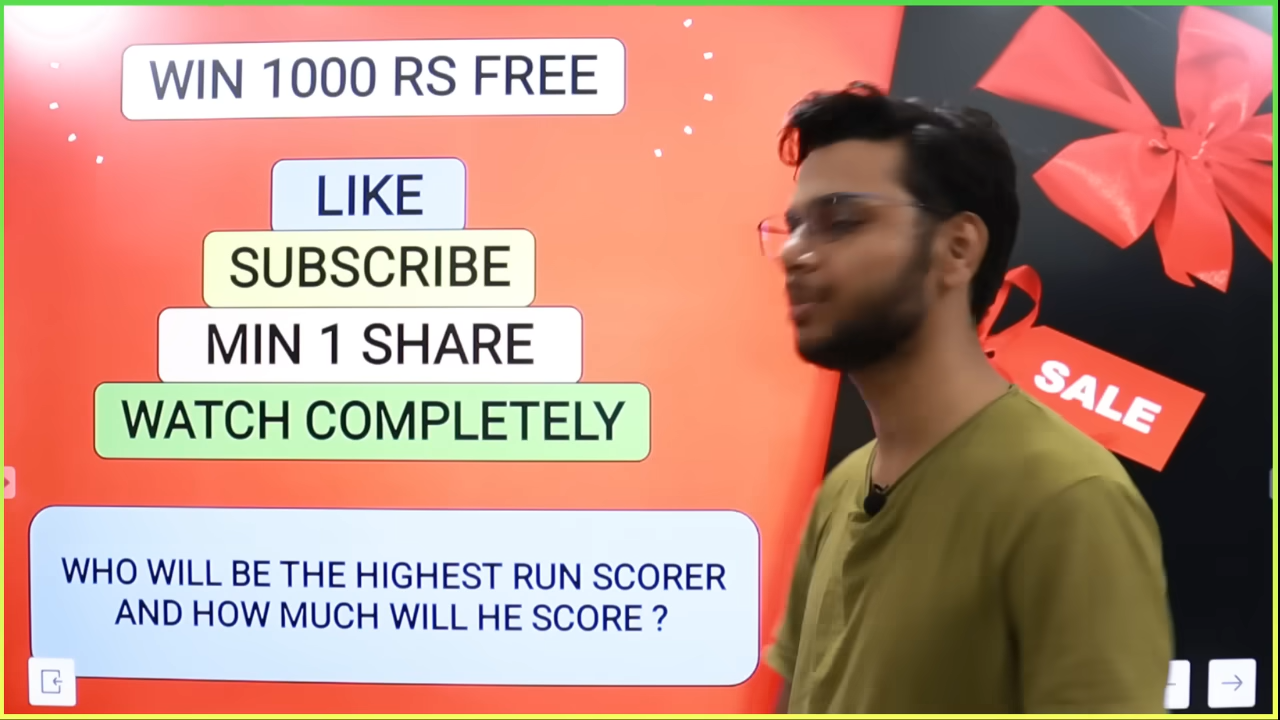 WIN 1000 RS FREE
LIKE
SUBSCRIBE
MIN 1 SHARE
WATCH COMPLETELY
WHO WILL BE THE HIGHEST RUN SCORER
AND HOW MUCH WILL HE SCORE ?
SALE